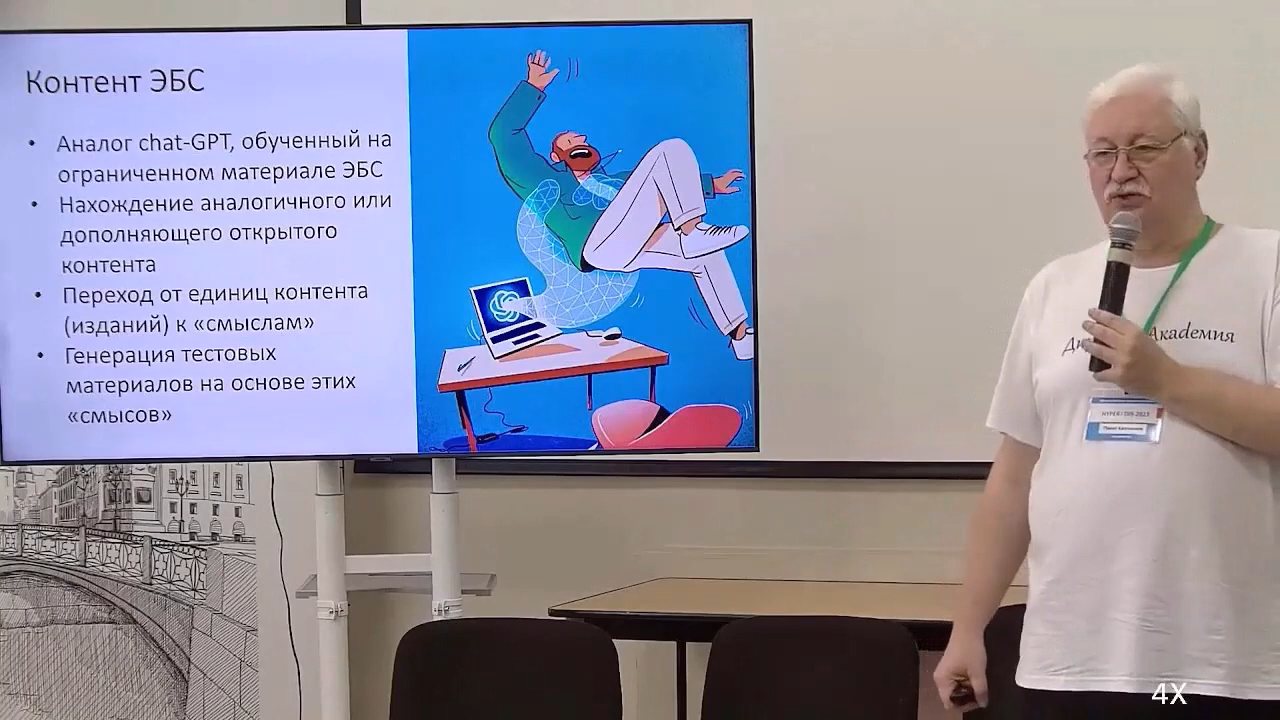 Контент ЭБС
• Аналог chat-GPT, обученный на
ограниченном материале ЭБС
• Нахождение аналогичного или
дополняющего открытого
контента
• Переход от единиц контента
(изданий) к «смыслам»
• Генерация тестовых
материалов на основе этих
«смысов»
Академия
4X